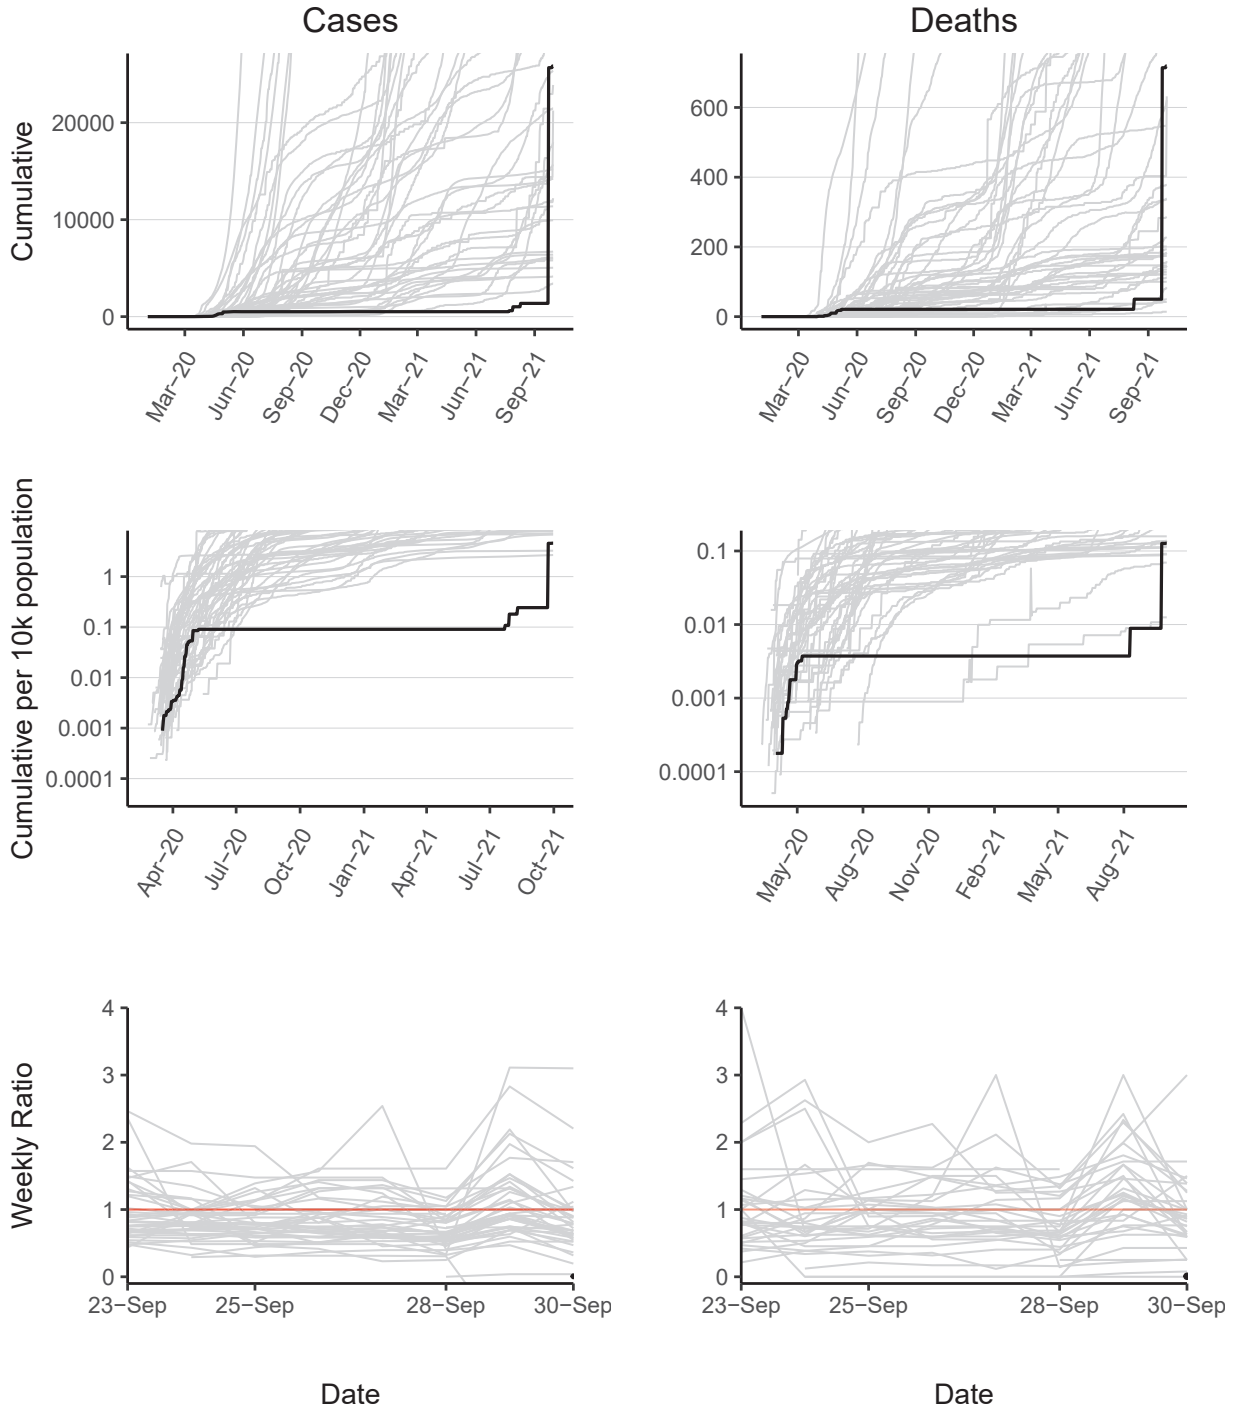 Cases
Deaths
Cumulative
20000
10000
0
Mar−20
Jun−20
Sep−20
Dec−20
Mar−21
Jun−21
Sep−21
600
400
200
0
Mar−20
Jun−20
Sep−20
Dec−20
Mar−21
Jun−21
Sep−21
Cumulative per 10k population
1
0.1
0.01
0.001
0.0001
Apr−20
Jul−20
Oct−20
Jan−21
Apr−21
Jul−21
Oct−21
0.1
0.01
0.001
0.0001
May−20
Aug−20
Nov−20
Feb−21
May−21
Aug−21
Weekly Ratio
4
3
2
1
0
23−Sep
25−Sep
28−Sep
30−Sep
4
3
2
1
0
23−Sep
25−Sep
28−Sep
30−Sep
Date
Date